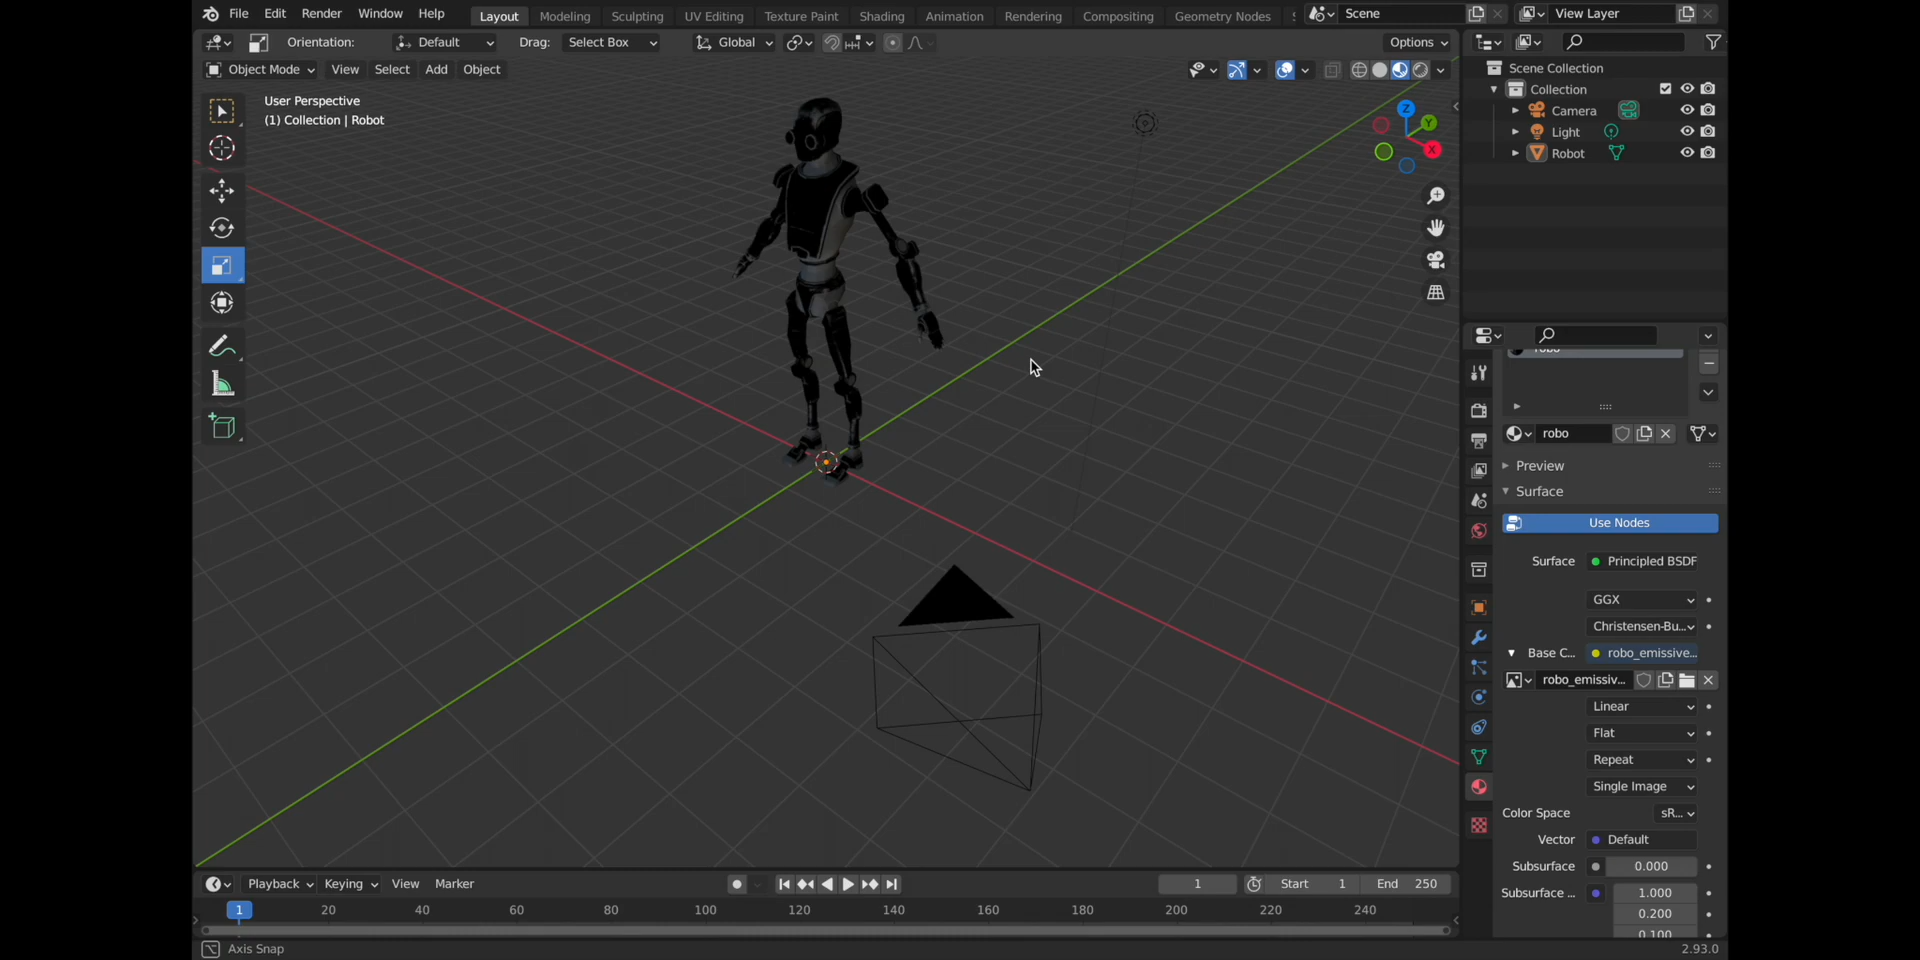 File Edit Render Window Help Layout Modeling Sculpting UV Editing Texture Paint Shading Animation Rendering Compositing Geometry Nodes Scene View Layer
Orientation: Default Drag: Select Box Global Options
Object Mode View Select Add Object
User Perspective
(1) Collection | Robot
Z
Y
X
Scene Collection
Collection
Camera
Light
Robot
robo
robo
Preview
Surface
Use Nodes
Surface Principled BSDF
GGX
Christensen-Bu...
Base C... robo_emissive...
robo_emissiv...
Linear
Flat
Repeat
Single Image
Color Space sR...
Vector Default
Subsurface 0.000
Subsurface ... 1.000
0.200
0.100
Playback Keying View Marker 1 Start 1 End 250
1 20 40 60 80 100 120 140 160 180 200 220 240
Axis Snap 2.93.0